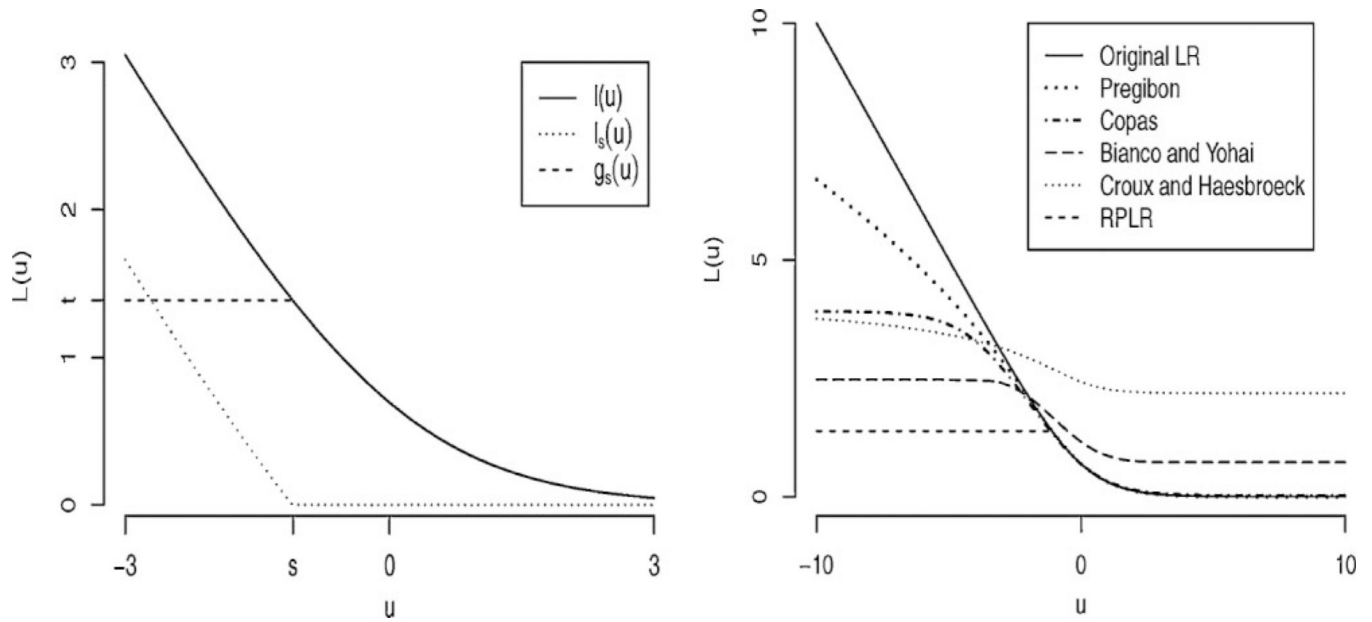 3
2
t
1
0
L(u)
l(u)
lₛ(u)
gₛ(u)
-3
s
0
3
u
10
5
0
L(u)
Original LR
Pregibon
Copas
Bianco and Yohai
Croux and Haesbroeck
RPLR
-10
0
10
u